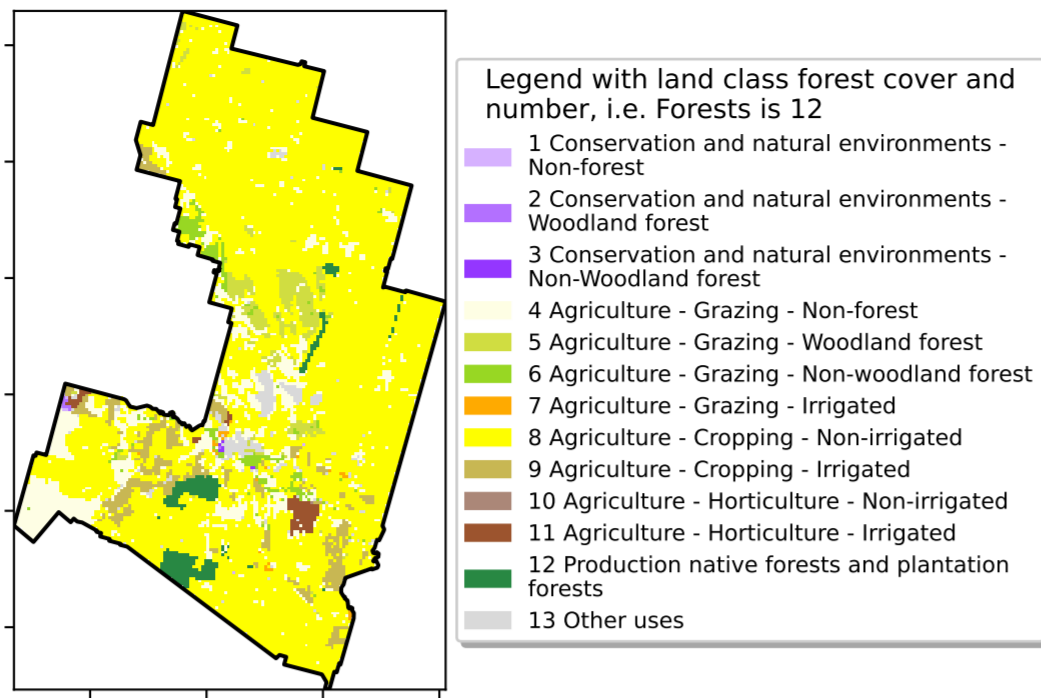 Legend with land class forest cover and
number, i.e. Forests is 12
1 Conservation and natural environments -
Non-forest
2 Conservation and natural environments -
Woodland forest
3 Conservation and natural environments -
Non-Woodland forest
4 Agriculture - Grazing - Non-forest
5 Agriculture - Grazing - Woodland forest
6 Agriculture - Grazing - Non-woodland forest
7 Agriculture - Grazing - Irrigated
8 Agriculture - Cropping - Non-irrigated
9 Agriculture - Cropping - Irrigated
10 Agriculture - Horticulture - Non-irrigated
11 Agriculture - Horticulture - Irrigated
12 Production native forests and plantation
forests
13 Other uses